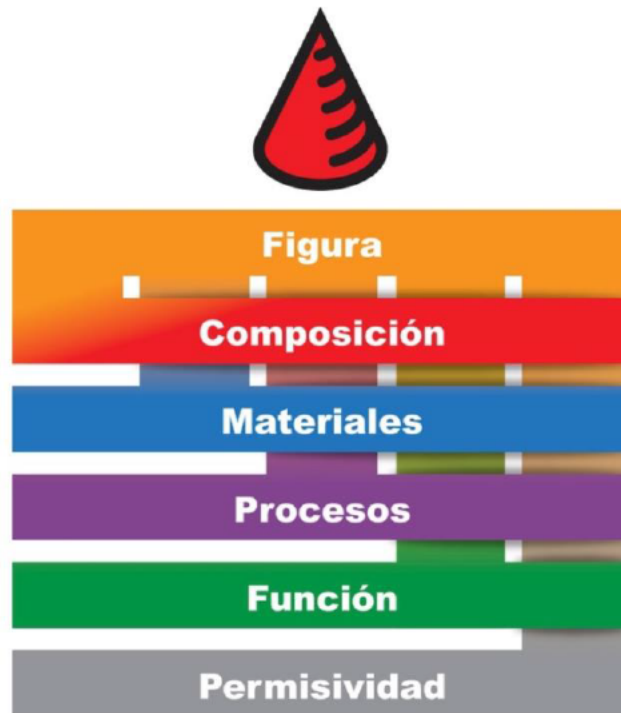 Figura
Composición
Materiales
Procesos
Función
Permisividad